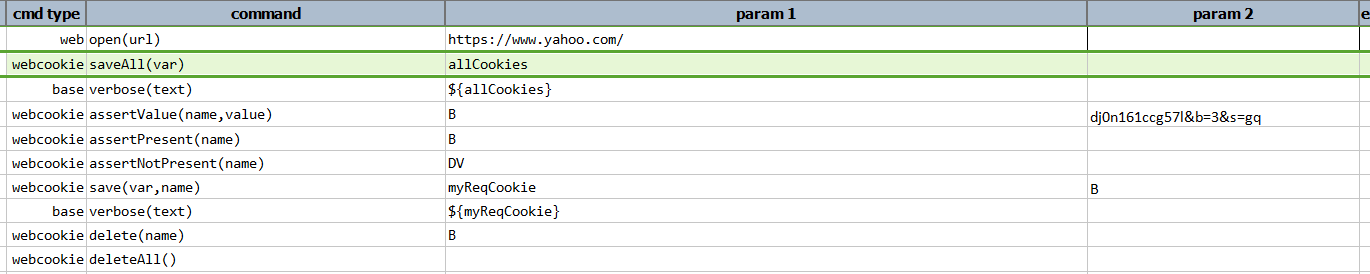 cmd type command param 1 param 2 e
web open(url) https://www.yahoo.com/
webcookie saveAll(var) allCookies
base verbose(text) ${allCookies}
webcookie assertValue(name,value) B dj0n161ccg57l&b=3&s=gq
webcookie assertPresent(name) B
webcookie assertNotPresent(name) DV
webcookie save(var,name) myReqCookie B
base verbose(text) ${myReqCookie}
webcookie delete(name) B
webcookie deleteAll()